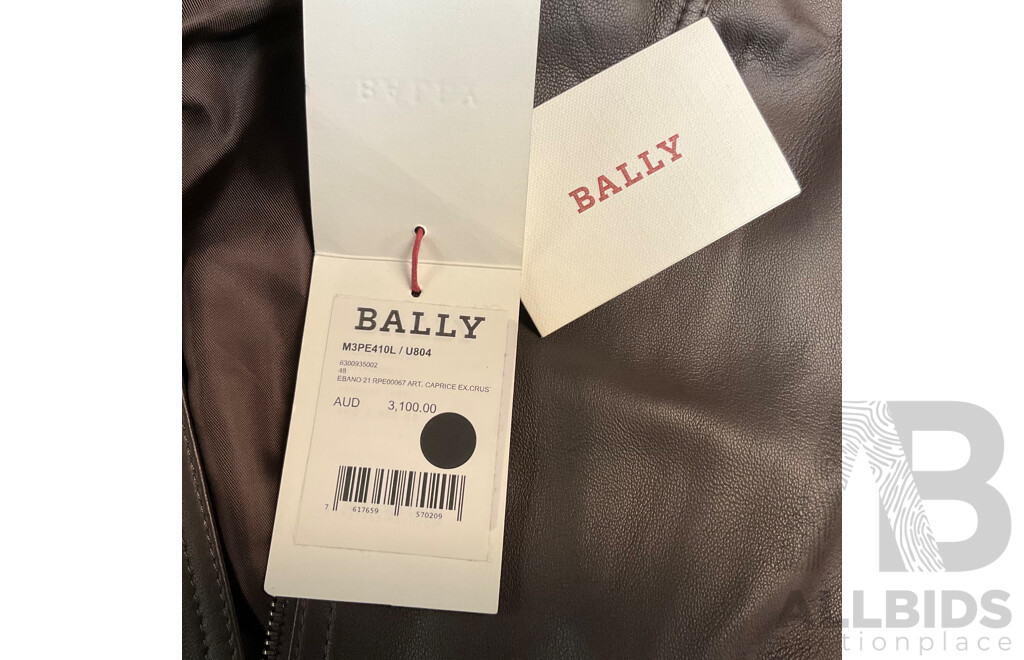 BALLY
BALLY
BALLY
M3PE410L / U804
6300935002
48
EBANO 21 RPE00067 ART. CAPRICE EX.CRUS
AUD 3,100.00
7 617659 570209
ALLBIDS
auctionplace